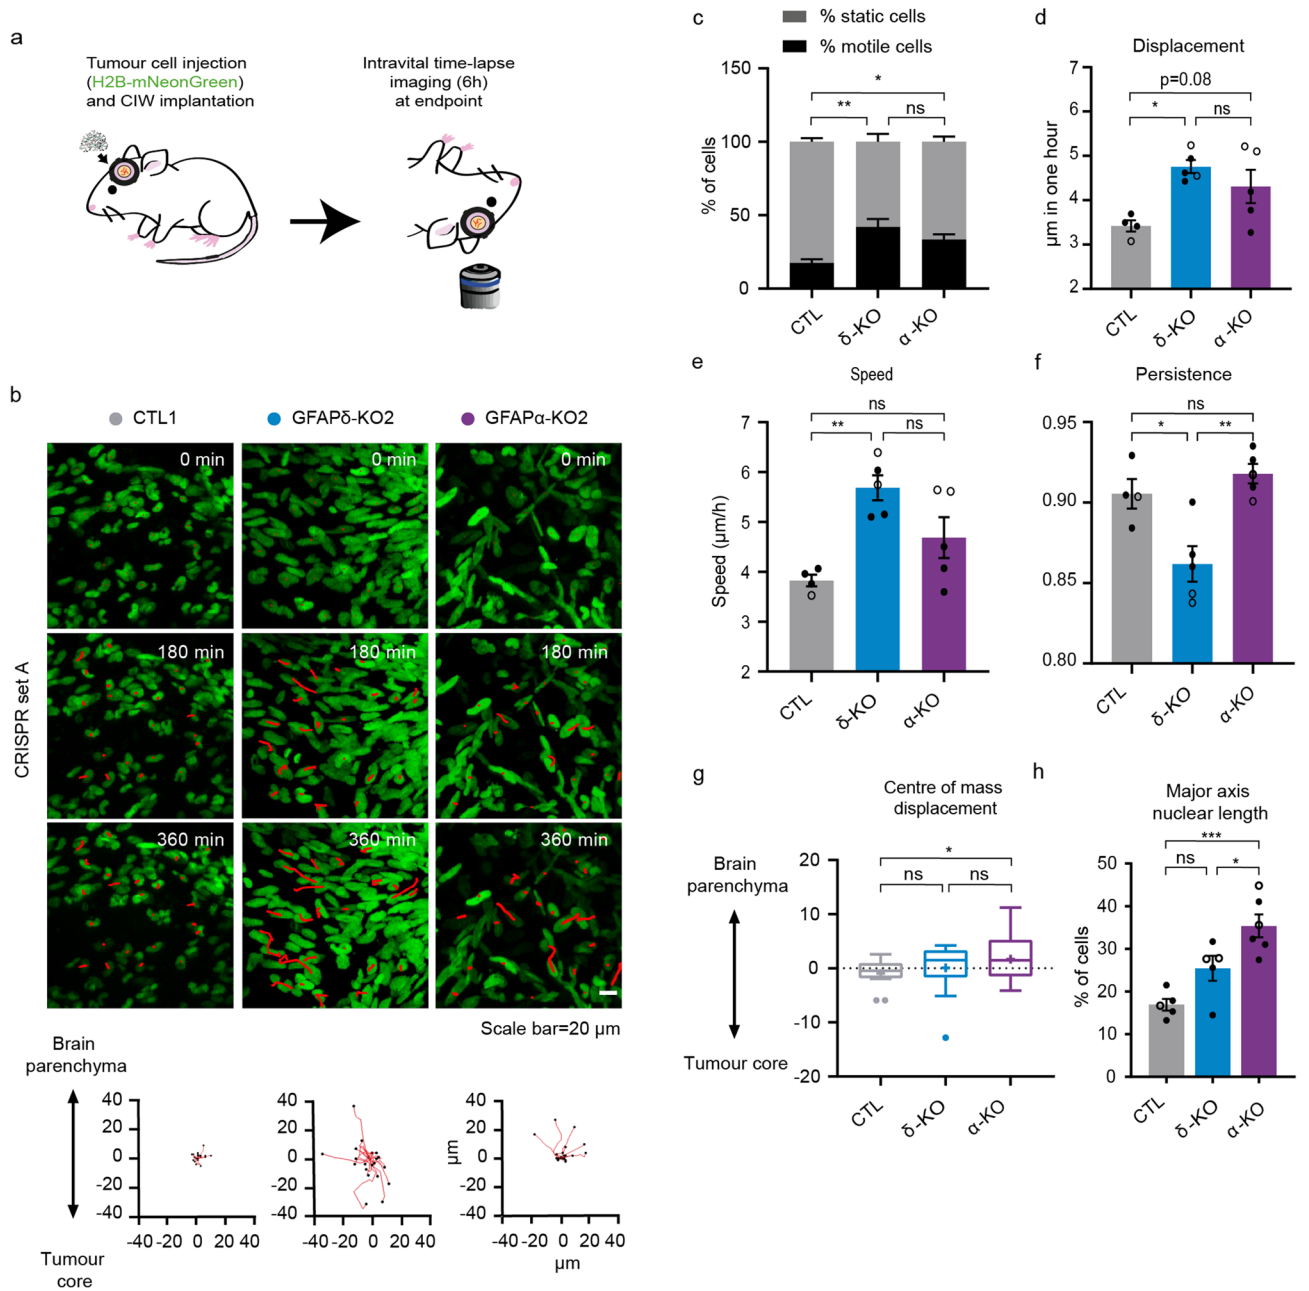 a
Tumour cell injection
(H2B-mNeonGreen)
and CIW implantation
Intravital time-lapse
imaging (6h)
at endpoint
b
CTL1
GFAPδ-KO2
GFAPα-KO2
CRISPR set A
0 min
0 min
0 min
180 min
180 min
180 min
360 min
360 min
360 min
Scale bar=20 µm
Brain
parenchyma
Tumour
core
40
20
0
-20
-40
-40 -20 0 20 40
40
20
0
20
-40
-40 -20 0 20 40
µm
40
20
0
-20
-40
-40 -20 0 20 40
µm
c
% static cells
% motile cells
% of cells
150
100
50
0
*
**
ns
CTL
δ-KO
α-KO
d
Displacement
µm in one hour
7
6
5
4
3
2
p=0.08
*
ns
CTL
δ-KO
α-KO
e
Speed
Speed (µm/h)
7
6
5
4
3
2
ns
**
ns
CTL
δ-KO
α-KO
f
Persistence
0.95
0.90
0.85
0.80
ns
*
**
CTL
δ-KO
α-KO
g
Centre of mass
displacement
Brain
parenchyma
Tumour core
20
10
0
-10
-20
*
ns
ns
CTL
δ-KO
α-KO
h
Major axis
nuclear length
% of cells
50
40
30
20
10
0
***
ns
*
CTL
δ-KO
α-KO